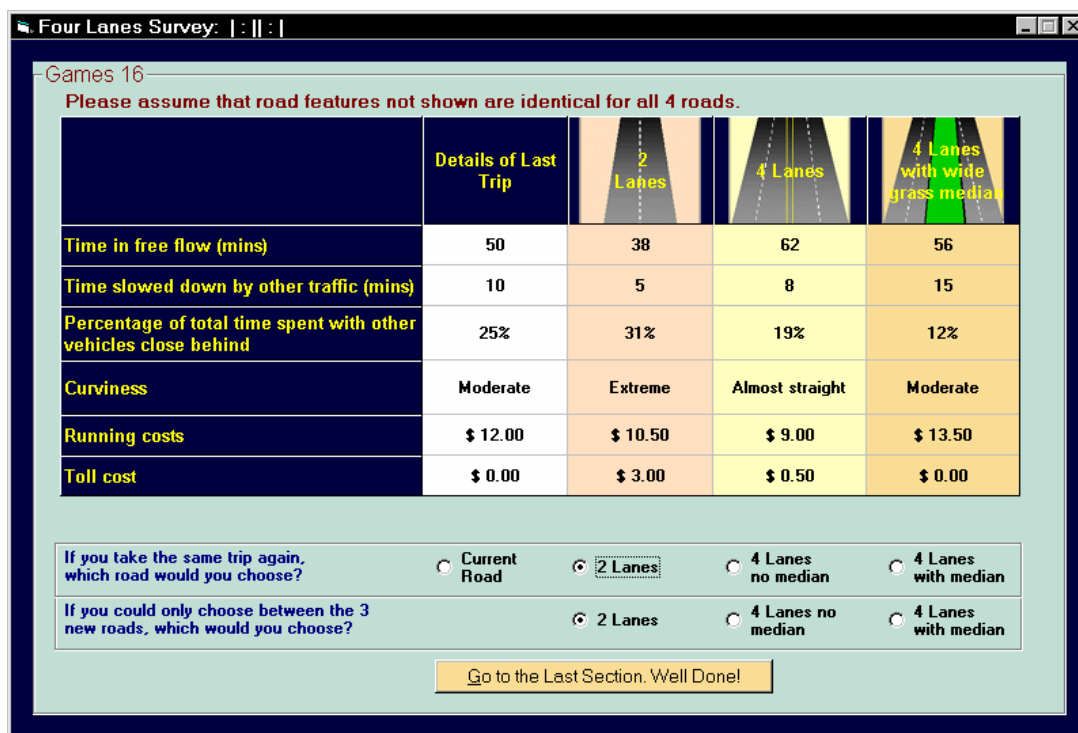 Four Lanes Survey: | : || : |
Games 16
Please assume that road features not shown are identical for all 4 roads.
Details of Last
Trip
2
Lanes
4 Lanes
4 Lanes
with wide
grass median
Time in free flow (mins)
50
38
62
56
Time slowed down by other traffic (mins)
10
5
8
15
Percentage of total time spent with other
vehicles close behind
25%
31%
19%
12%
Curviness
Moderate
Extreme
Almost straight
Moderate
Running costs
$ 12.00
$ 10.50
$ 9.00
$ 13.50
Toll cost
$ 0.00
$ 3.00
$ 0.50
$ 0.00
If you take the same trip again,
which road would you choose?
Current
Road
2 Lanes
4 Lanes
no median
4 Lanes
with median
If you could only choose between the 3
new roads, which would you choose?
2 Lanes
4 Lanes no
median
4 Lanes
with median
Go to the Last Section. Well Done!